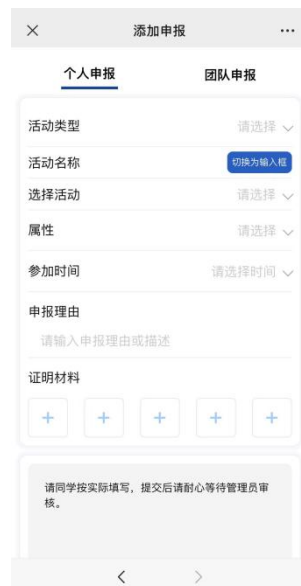 添加申报
个人申报 团队申报
活动类型 请选择
活动名称 切换为输入框
选择活动 请选择
属性 请选择
参加时间 请选择时间
申报理由
请输入申报理由或描述
证明材料
请同学按实际填写，提交后请耐心等待管理员审
核。